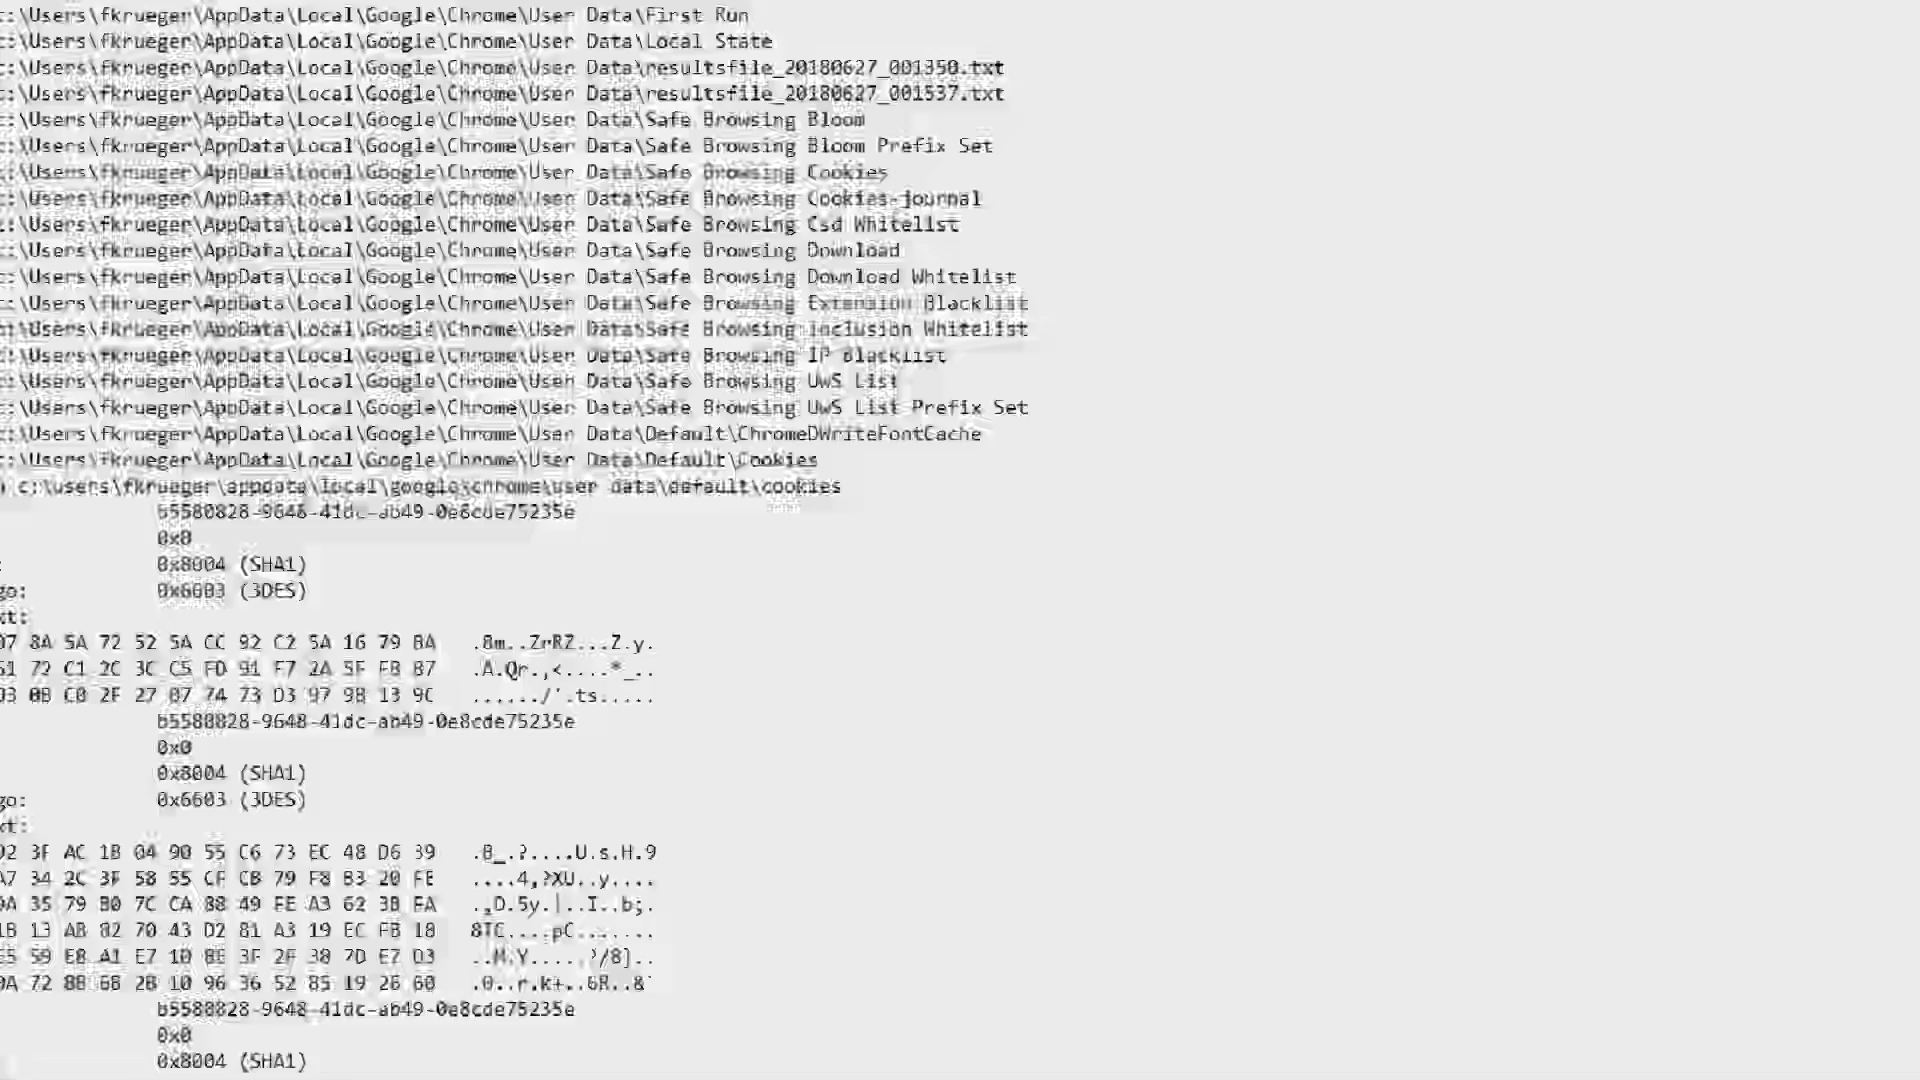 c:\Users\fkrueger\AppData\Local\Google\Chrome\User Data\First Run
c:\Users\fkrueger\AppData\Local\Google\Chrome\User Data\Local State
c:\Users\fkrueger\AppData\Local\Google\Chrome\User Data\resultsfile_20180627_001350.txt
c:\Users\fkrueger\AppData\Local\Google\Chrome\User Data\resultsfile_20180627_001537.txt
c:\Users\fkrueger\AppData\Local\Google\Chrome\User Data\Safe Browsing Bloom
c:\Users\fkrueger\AppData\Local\Google\Chrome\User Data\Safe Browsing Bloom Prefix Set
c:\Users\fkrueger\AppData\Local\Google\Chrome\User Data\Safe Browsing Cookies
c:\Users\fkrueger\AppData\Local\Google\Chrome\User Data\Safe Browsing Cookies-journal
c:\Users\fkrueger\AppData\Local\Google\Chrome\User Data\Safe Browsing Csd Whitelist
c:\Users\fkrueger\AppData\Local\Google\Chrome\User Data\Safe Browsing Download
c:\Users\fkrueger\AppData\Local\Google\Chrome\User Data\Safe Browsing Download Whitelist
c:\Users\fkrueger\AppData\Local\Google\Chrome\User Data\Safe Browsing Extension Blacklist
c:\Users\fkrueger\AppData\Local\Google\Chrome\User Data\Safe Browsing Inclusion Whitelist
c:\Users\fkrueger\AppData\Local\Google\Chrome\User Data\Safe Browsing IP Blacklist
c:\Users\fkrueger\AppData\Local\Google\Chrome\User Data\Safe Browsing UwS List
c:\Users\fkrueger\AppData\Local\Google\Chrome\User Data\Safe Browsing UwS List Prefix Set
c:\Users\fkrueger\AppData\Local\Google\Chrome\User Data\Default\ChromeDWriteFontCache
c:\Users\fkrueger\AppData\Local\Google\Chrome\User Data\Default\Cookies
c:\users\fkrueger\appdata\local\google\chrome\user data\default\cookies
b5580828-9648-41dc-ab49-0e8cde75235e
0x0
: 0x8004 (SHA1)
go: 0x6603 (3DES)
xt:
97 8A 5A 72 52 5A CC 92 C2 5A 16 79 BA .8m..ZrRZ...Z.y.
51 72 C1 2C 3C C5 FD 91 F7 2A 5F FB 87 .A.Qr.,<....*_..
03 0B C0 2F 27 07 74 73 D3 97 9B 13 9C ....../'.ts.....
b5580828-9648-41dc-ab49-0e8cde75235e
0x0
0x8004 (SHA1)
go: 0x6603 (3DES)
xt:
92 3F AC 1B 04 90 55 C6 73 EC 48 D6 39 .B_.?....U.s.H.9
A7 34 2C 3F 58 55 CF CB 79 F8 B3 20 FE ....4,?XU..y....
0A 35 79 B0 7C CA 88 49 FE A3 62 3B FA .,D.5y.|..I..b;.
1B 13 AB 82 70 43 D2 81 A3 19 EC FB 18 8TC....pC.......
E5 59 E8 A1 E7 1D 8E 3F 2F 38 7D E7 D3 ..M.Y.....?/8}..
0A 72 88 6B 2B 10 96 36 52 85 19 26 60 .0..r.k+..6R..&`
b5580828-9648-41dc-ab49-0e8cde75235e
0x0
0x8004 (SHA1)